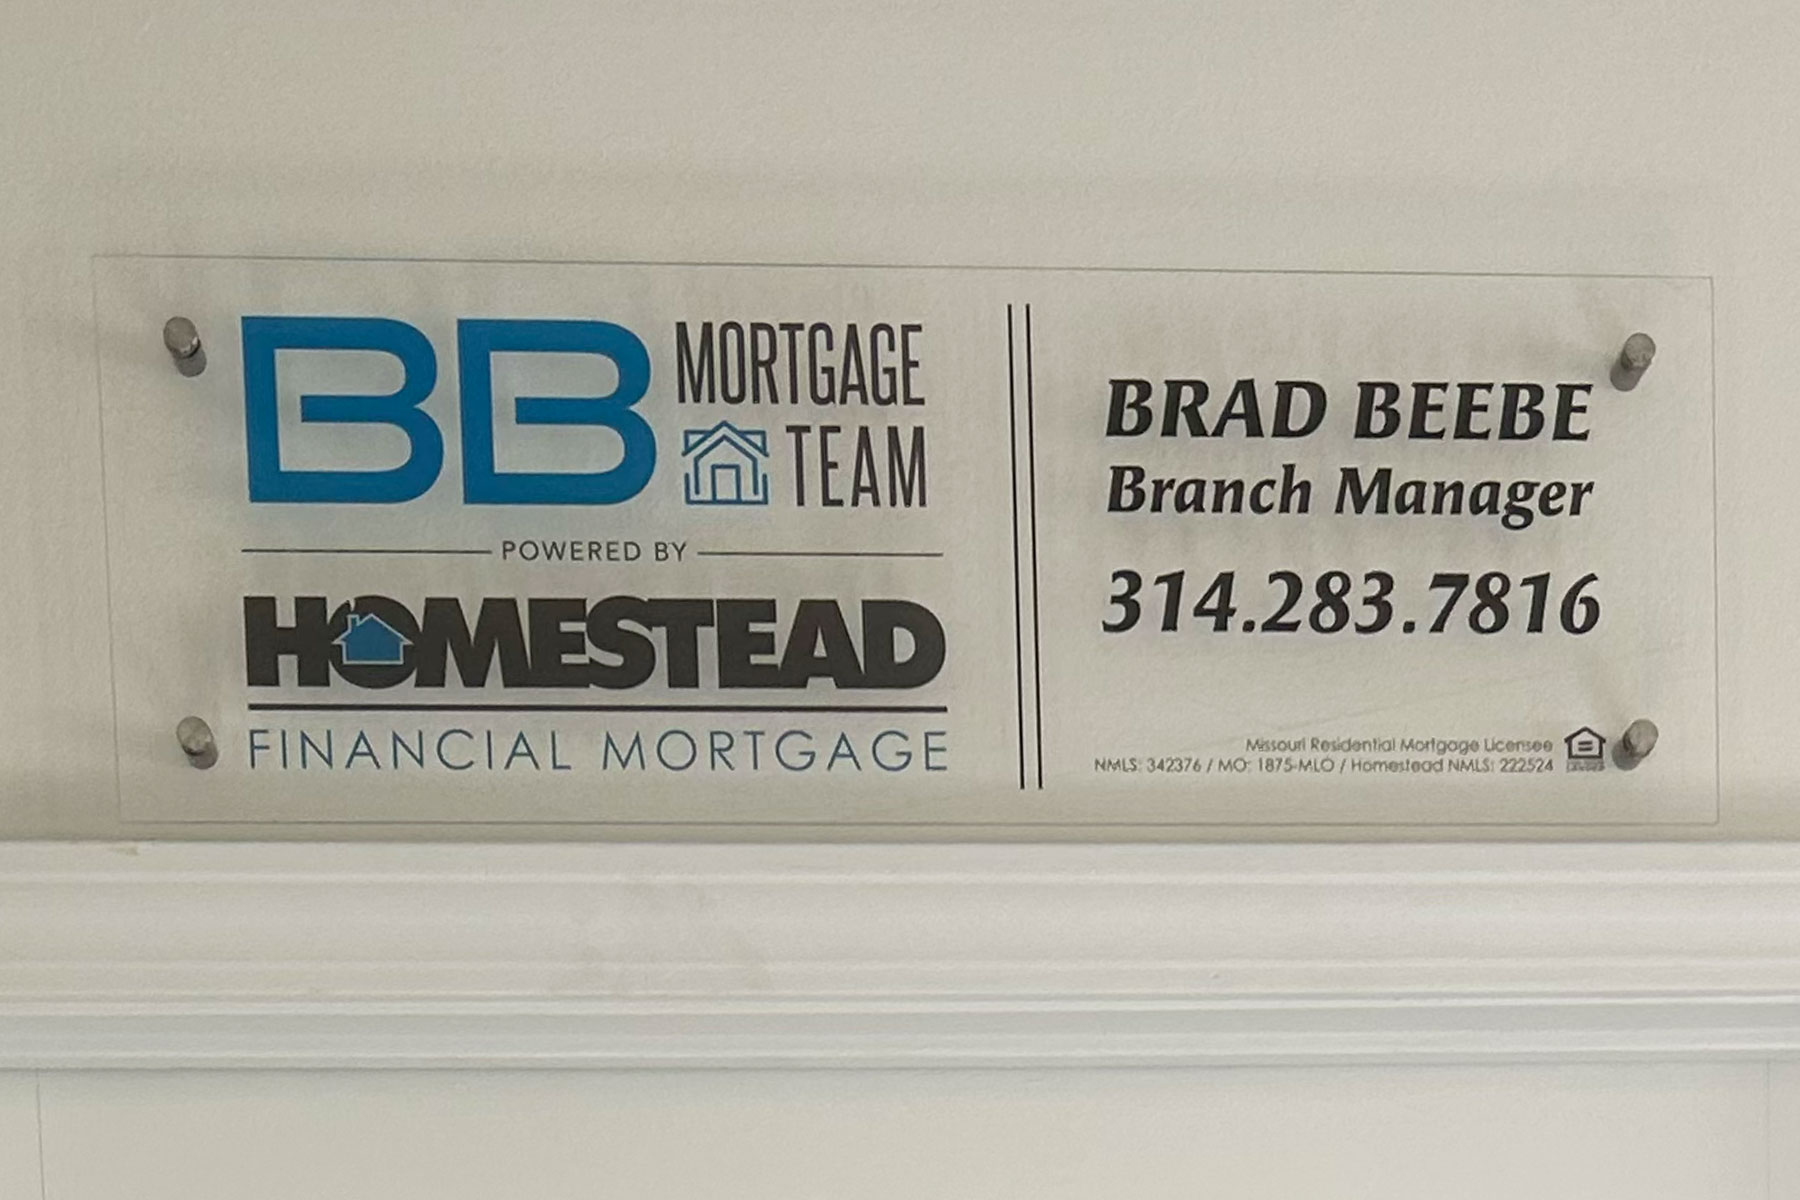 BB MORTGAGE TEAM
POWERED BY
HOMESTEAD
FINANCIAL MORTGAGE
BRAD BEEBE
Branch Manager
314.283.7816
Missouri Residential Mortgage Licensee
NMLS: 342376 / MO: 1875-MLO / Homestead NMLS: 222524